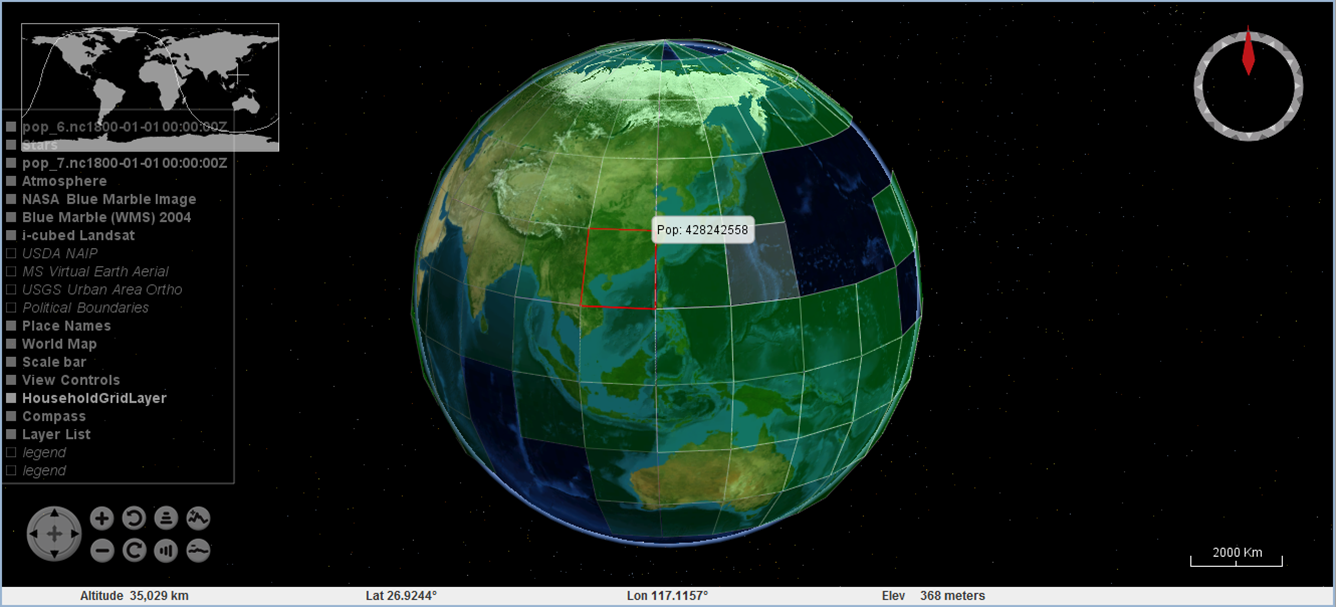 pop_6.nc1800-01-01 00:00:00Z
Stars
pop_7.nc1800-01-01 00:00:00Z
Atmosphere
NASA Blue Marble Image
Blue Marble (WMS) 2004
i-cubed Landsat
USDA NAIP
MS Virtual Earth Aerial
USGS Urban Area Ortho
Political Boundaries
Place Names
World Map
Scale bar
View Controls
HouseholdGridLayer
Compass
Layer List
legend
legend
Pop: 428242558
2000 Km
Altitude 35,029 km Lat 26.9244° Lon 117.1157° Elev 368 meters